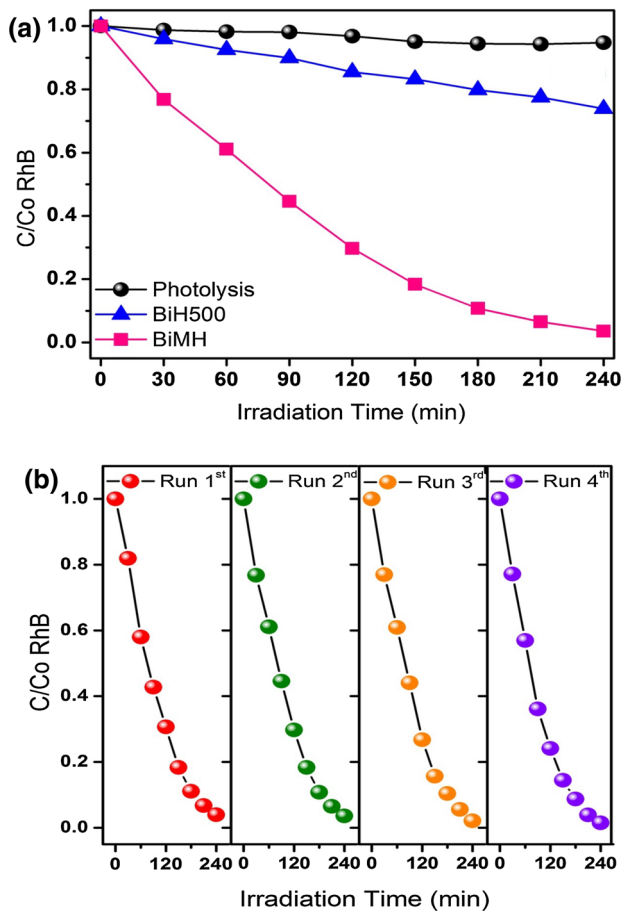 (a)
C/Co RhB
1.0
0.8
0.6
0.4
0.2
0.0
Photolysis
BiH500
BiMH
0 30 60 90 120 150 180 210 240
Irradiation Time (min)
(b)
C/Co RhB
Run 1st Run 2nd Run 3rd Run 4th
1.0
0.8
0.6
0.4
0.2
0.0
0 120 240 0 120 240 0 120 240 0 120 240
Irradiation Time (min)